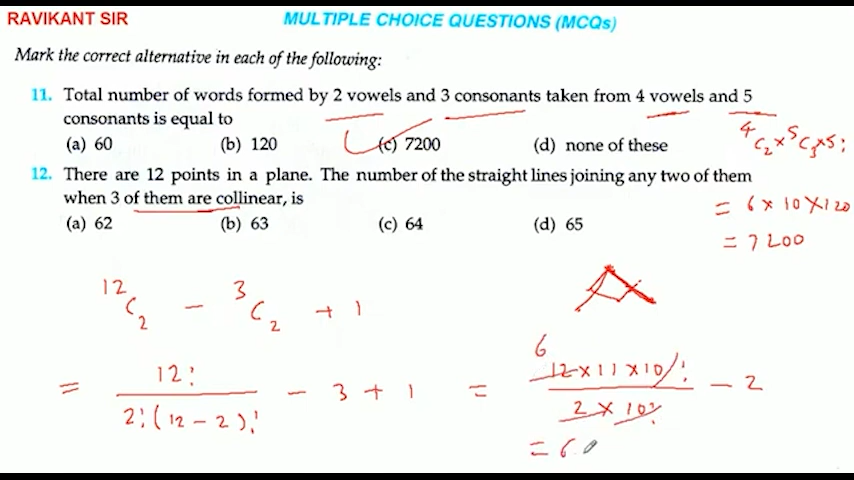 RAVIKANT SIR
MULTIPLE CHOICE QUESTIONS (MCQs)
Mark the correct alternative in each of the following:
11. Total number of words formed by 2 vowels and 3 consonants taken from 4 vowels and 5
consonants is equal to
(a) 60 (b) 120 (c) 7200 (d) none of these
⁴C₂ × ⁵C₃ × 5!
12. There are 12 points in a plane. The number of the straight lines joining any two of them
when 3 of them are collinear, is
= 6 × 10 × 120
(a) 62 (b) 63 (c) 64 (d) 65
= 7200
¹²C₂ - ³C₂ + 1
= 12! / 2!(12-2)! - 3 + 1 = 6 12 × 11 × 10! / 2 × 10! - 2
= 6